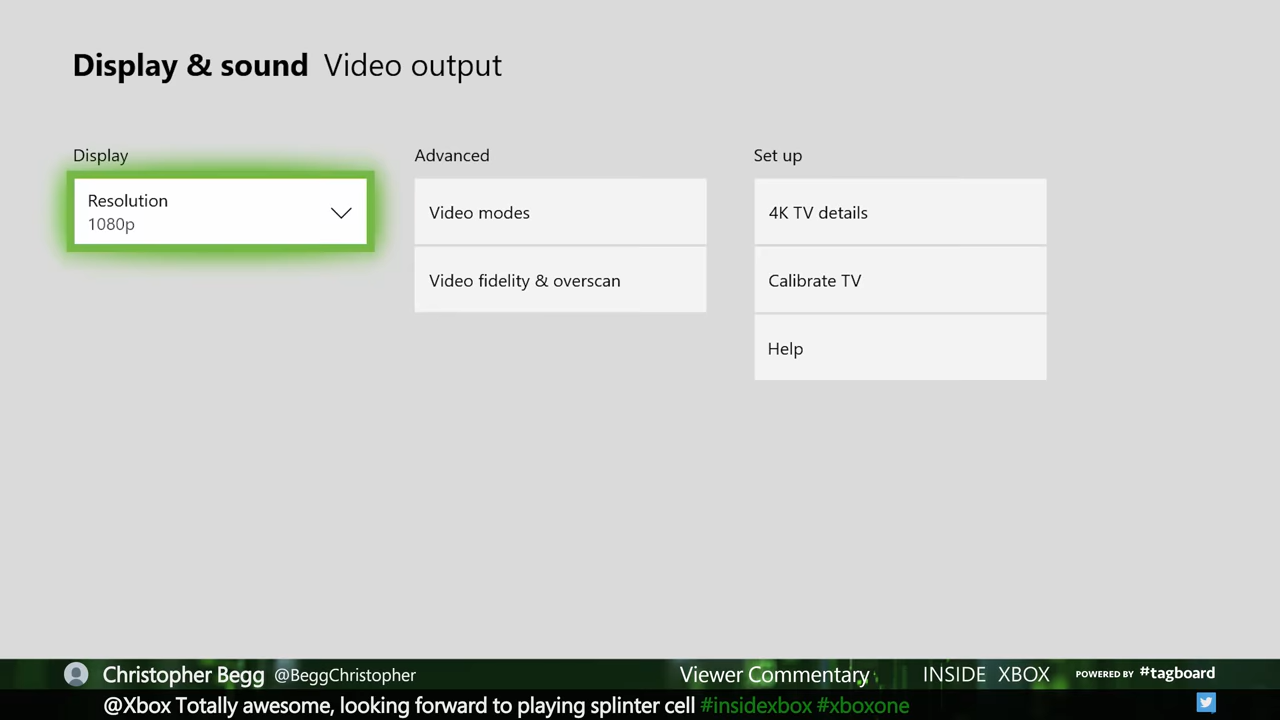 Display & sound Video output
Display
Advanced
Set up
Resolution
1080p
Video modes
4K TV details
Video fidelity & overscan
Calibrate TV
Help
Christopher Begg @BeggChristopher
Viewer Commentary
INSIDE XBOX
POWERED BY #tagboard
@Xbox Totally awesome, looking forward to playing splinter cell #insidexbox #xboxone